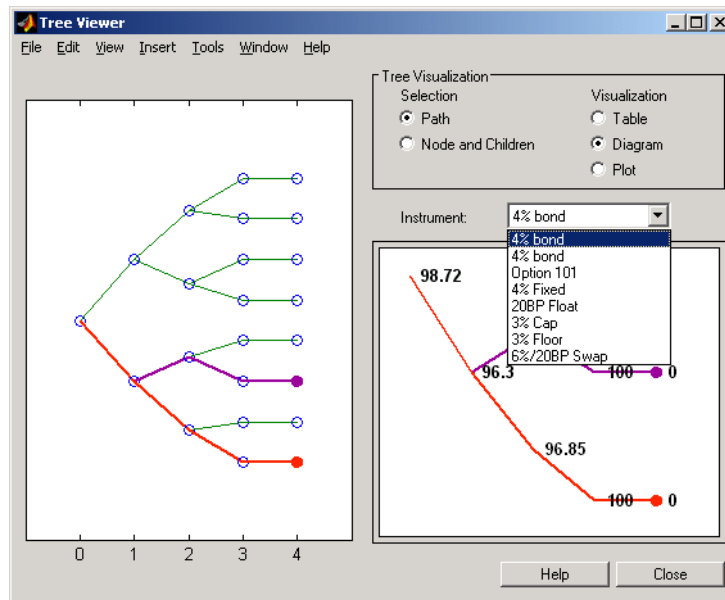 Tree Viewer
File Edit View Insert Tools Window Help
Tree Visualization
Selection
Path
Node and Children
Visualization
Table
Diagram
Plot
Instrument:
4% bond
4% bond
4% bond
Option 101
4% Fixed
20BP Float
3% Cap
3% Floor
6%/20BP Swap
98.72
96.3
100 0
96.85
100 0
0 1 2 3 4
Help
Close